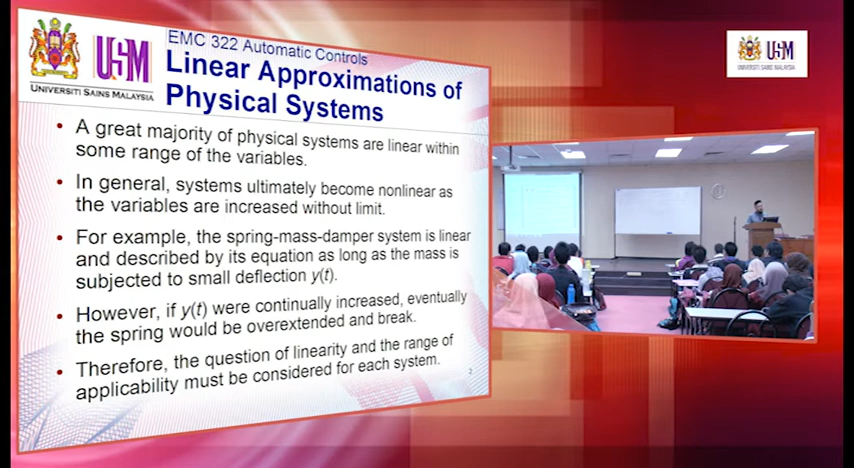 USM
UNIVERSITI SAINS MALAYSIA
EMC 322 Automatic Controls
Linear Approximations of
Physical Systems
• A great majority of physical systems are linear within
some range of the variables.
• In general, systems ultimately become nonlinear as
the variables are increased without limit.
• For example, the spring-mass-damper system is linear
and described by its equation as long as the mass is
subjected to small deflection y(t).
• However, if y(t) were continually increased, eventually
the spring would be overextended and break.
• Therefore, the question of linearity and the range of
applicability must be considered for each system.
2
USM
UNIVERSITI SAINS MALAYSIA